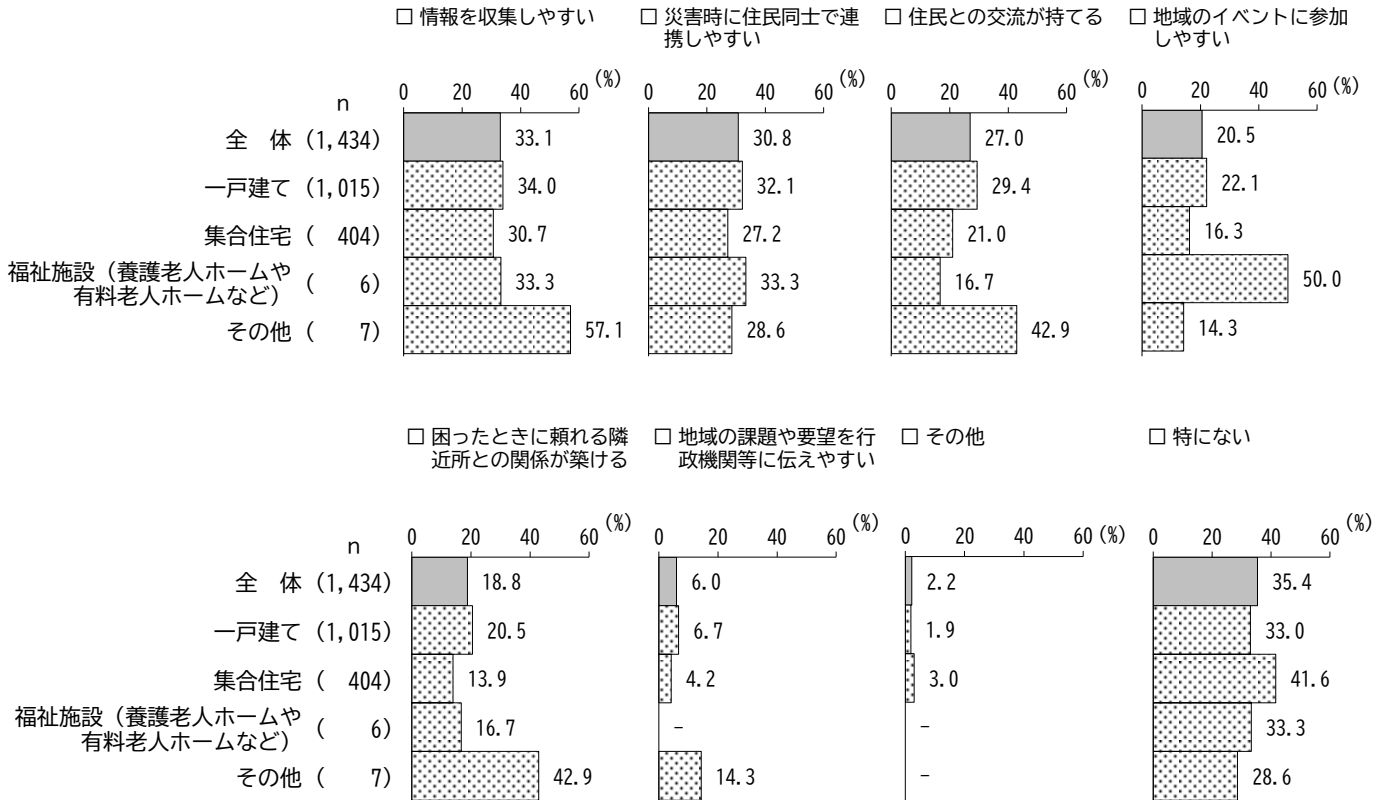 □ 情報を収集しやすい
□ 災害時に住民同士で連
携しやすい
□ 住民との交流が持てる
□ 地域のイベントに参加
しやすい
n
0 20 40 60 (%)
0 20 40 60 (%)
0 20 40 60 (%)
0 20 40 60 (%)
全 体 (1,434) 33.1 30.8 27.0 20.5
一戸建て (1,015) 34.0 32.1 29.4 22.1
集合住宅 ( 404) 30.7 27.2 21.0 16.3
福祉施設（養護老人ホームや
有料老人ホームなど） ( 6) 33.3 33.3 16.7 50.0
その他 ( 7) 57.1 28.6 42.9 14.3
□ 困ったときに頼れる隣
近所との関係が築ける
□ 地域の課題や要望を行
政機関等に伝えやすい
□ その他
□ 特にない
n
0 20 40 60 (%)
0 20 40 60 (%)
0 20 40 60 (%)
0 20 40 60 (%)
全 体 (1,434) 18.8 6.0 2.2 35.4
一戸建て (1,015) 20.5 6.7 1.9 33.0
集合住宅 ( 404) 13.9 4.2 3.0 41.6
福祉施設（養護老人ホームや
有料老人ホームなど） ( 6) 16.7 - - 33.3
その他 ( 7) 42.9 14.3 - 28.6